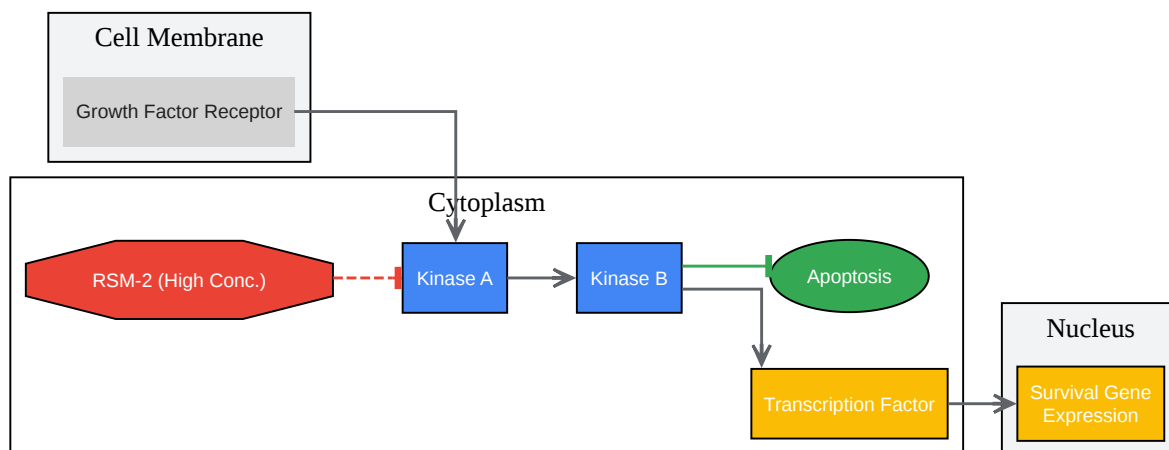 Cell Membrane
Growth Factor Receptor
Cytoplasm
RSM-2 (High Conc.)
Kinase A
Kinase B
Apoptosis
Nucleus
Transcription Factor
Survival Gene
Expression